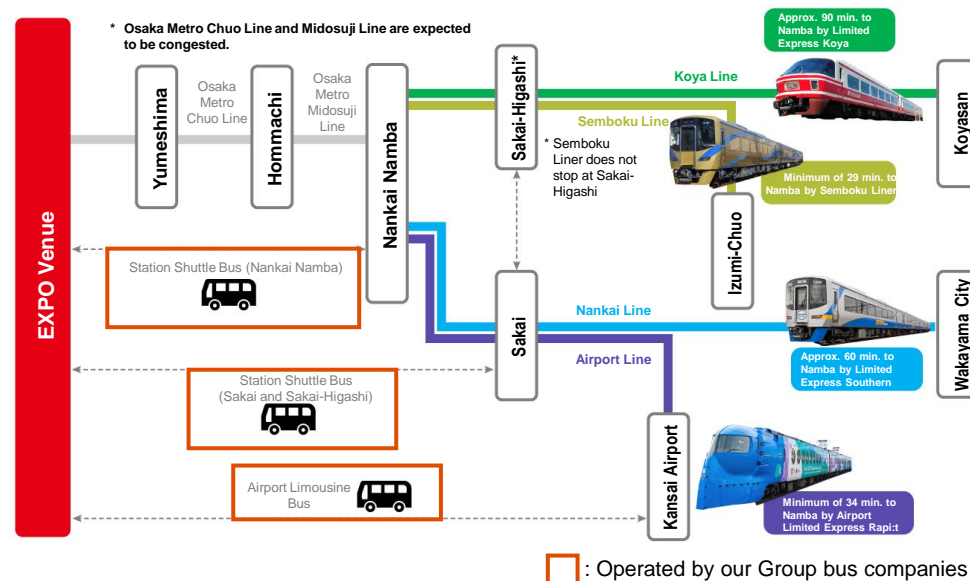 * Osaka Metro Chuo Line and Midosuji Line are expected
to be congested.
EXPO Venue
Yumeshima
Osaka
Metro
Chuo Line
Hommachi
Osaka
Metro
Midosuji
Line
Nankai Namba
Sakai-Higashi*
Koya Line
Approx. 90 min. to
Namba by Limited
Express Koya
Koyasan
Semboku Line
* Semboku
Liner does not
stop at Sakai-
Higashi
Minimum of 29 min. to
Namba by Semboku Liner
Izumi-Chuo
Station Shuttle Bus (Nankai Namba)
Sakai
Nankai Line
Wakayama City
Airport Line
Approx. 60 min. to
Namba by Limited
Express Southern
Station Shuttle Bus
(Sakai and Sakai-Higashi)
Kansai Airport
Airport Limousine
Bus
Minimum of 34 min. to
Namba by Airport
Limited Express Rapi:t
: Operated by our Group bus companies